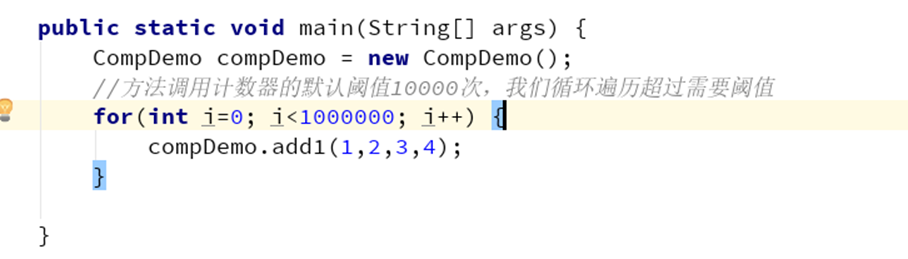 public static void main(String[] args) {
CompDemo compDemo = new CompDemo();
//方法调用计数器的默认阈值10000次，我们循环遍历超过需要阈值
for(int i=0; i<1000000; i++) {
compDemo.add1(1,2,3,4);
}
}